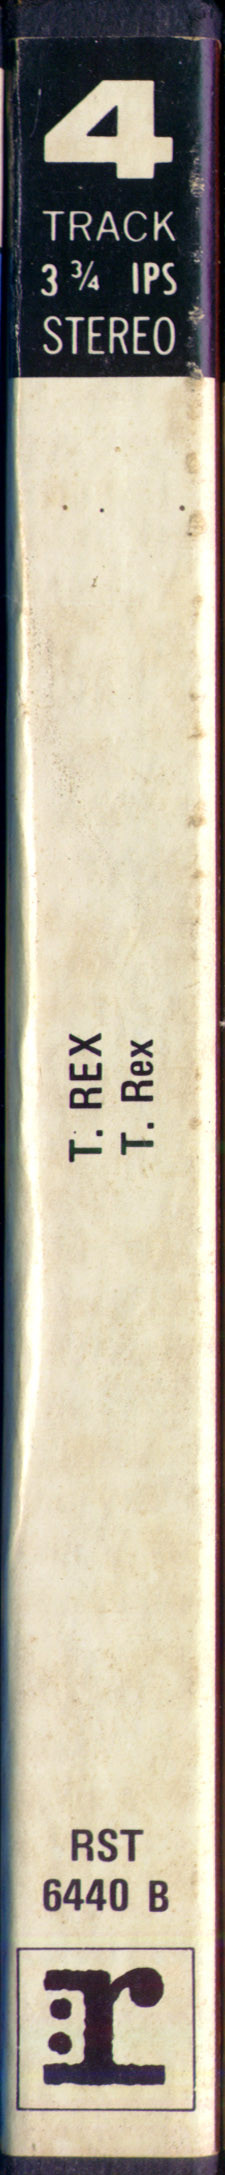 4
TRACK
3 3/4 IPS
STEREO
T. REX
T. Rex
RST
6440 B
:r